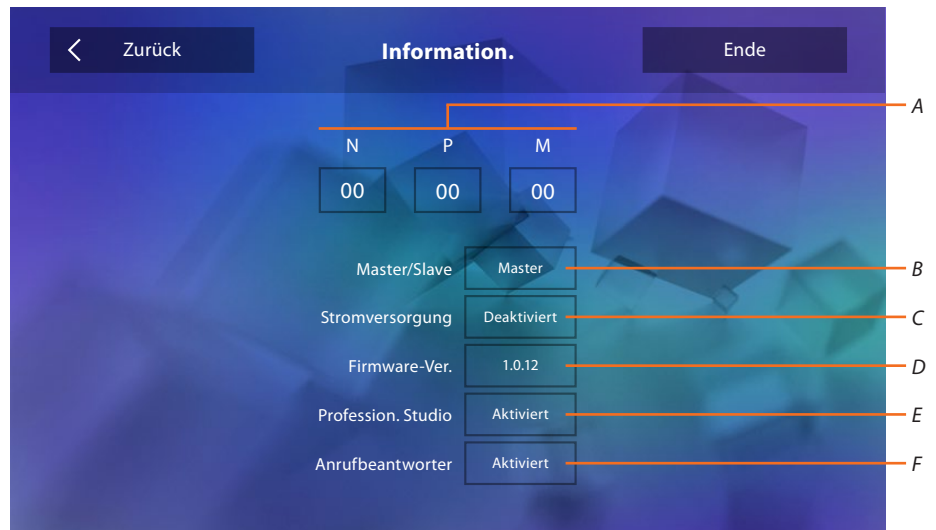 Zurück Information. Ende
A
N P M
00 00 00
Master/Slave Master B
Stromversorgung Deaktiviert C
Firmware-Ver. 1.0.12 D
Profession. Studio Aktiviert E
Anrufbeantworter Aktiviert F